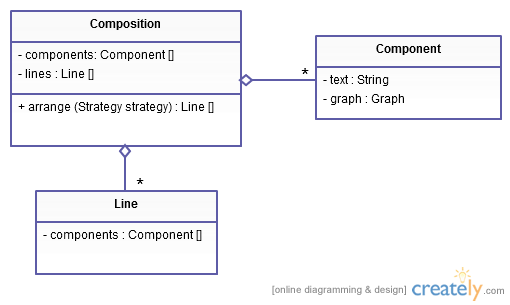 Composition
- components: Component []
- lines : Line []
+ arrange (Strategy strategy) : Line []
*
Component
- text : String
- graph : Graph
*
Line
- components : Component []
[online diagramming & design] creately.com